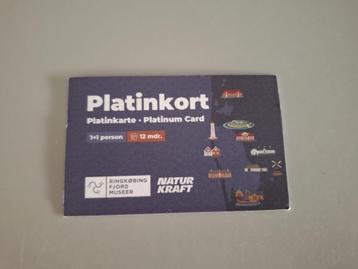 Platinkort
Platinkarte • Platinum Card
1+1 person
12 mdr.
RINGKØBING
FJORD
MUSEER
NATUR
KRAFT